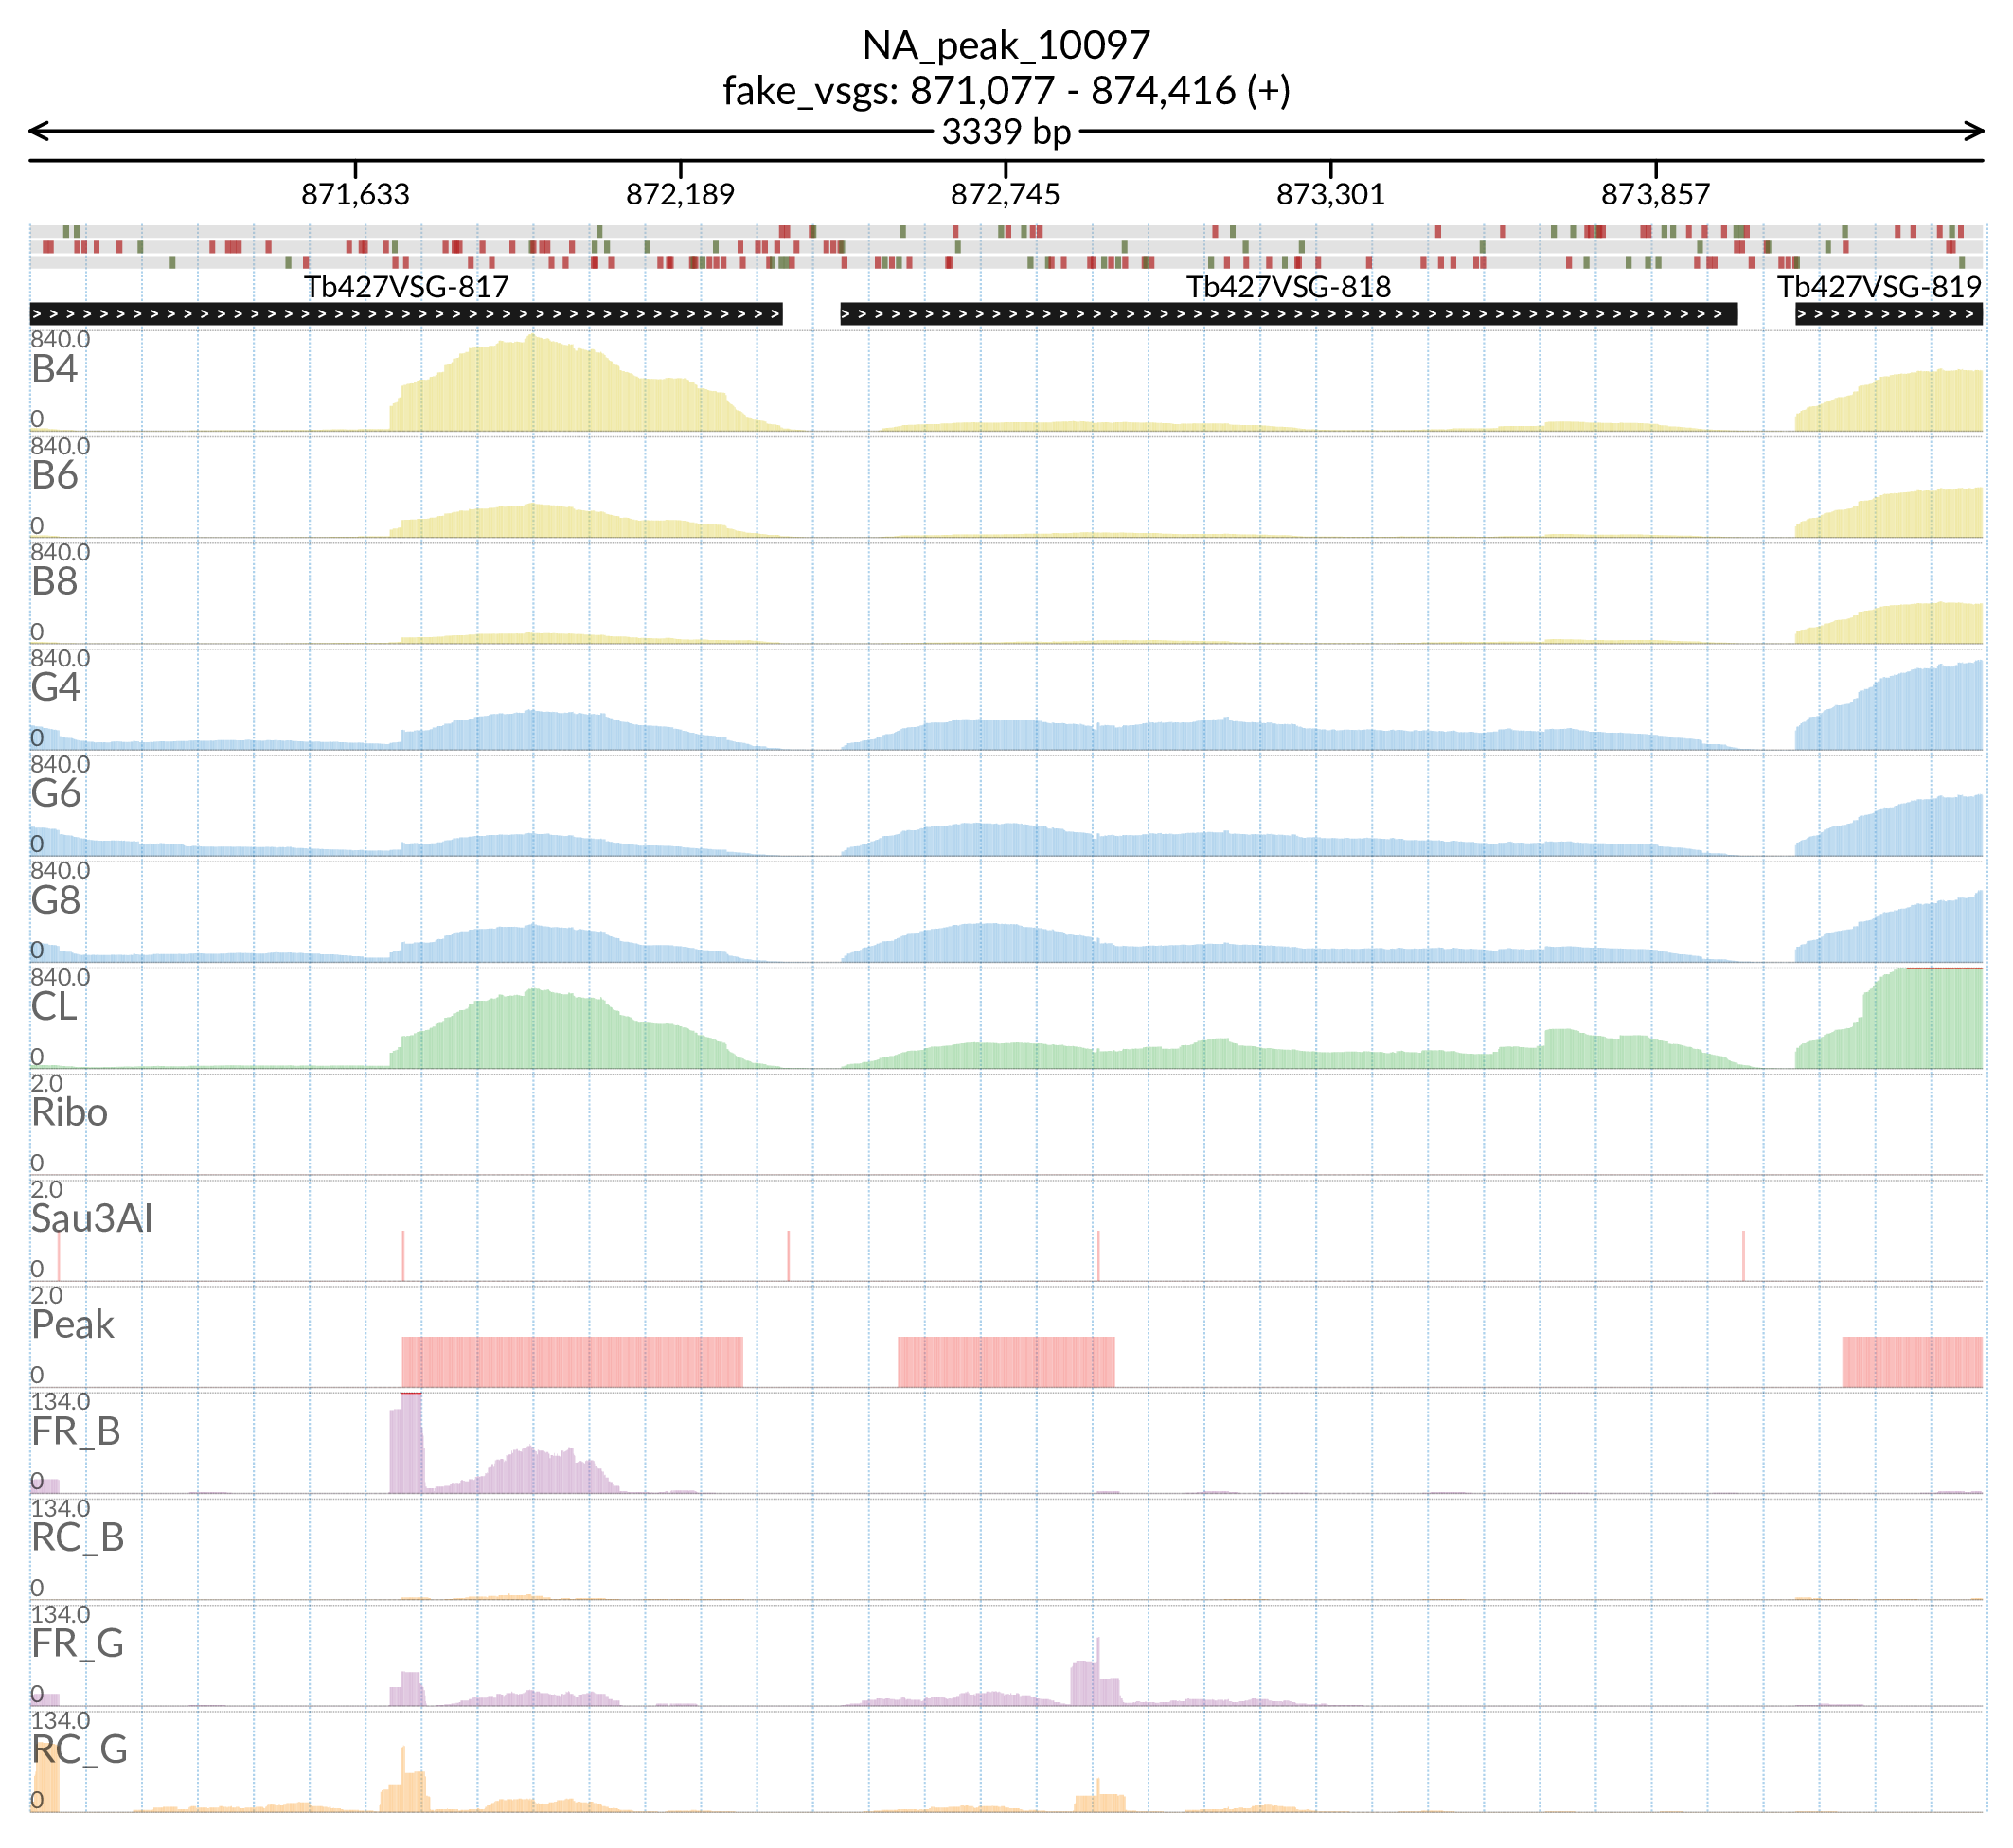 NA_peak_10097
fake_vsgs: 871,077 - 874,416 (+)
3339 bp
871,633 872,189 872,745 873,301 873,857
Tb427VSG-817 Tb427VSG-818 Tb427VSG-819
840.0
B4
0
840.0
B6
0
840.0
B8
0
840.0
G4
0
840.0
G6
0
840.0
G8
0
840.0
CL
0
2.0
Ribo
0
2.0
Sau3AI
0
2.0
Peak
0
134.0
FR_B
0
134.0
RC_B
0
134.0
FR_G
0
134.0
RC_G
0